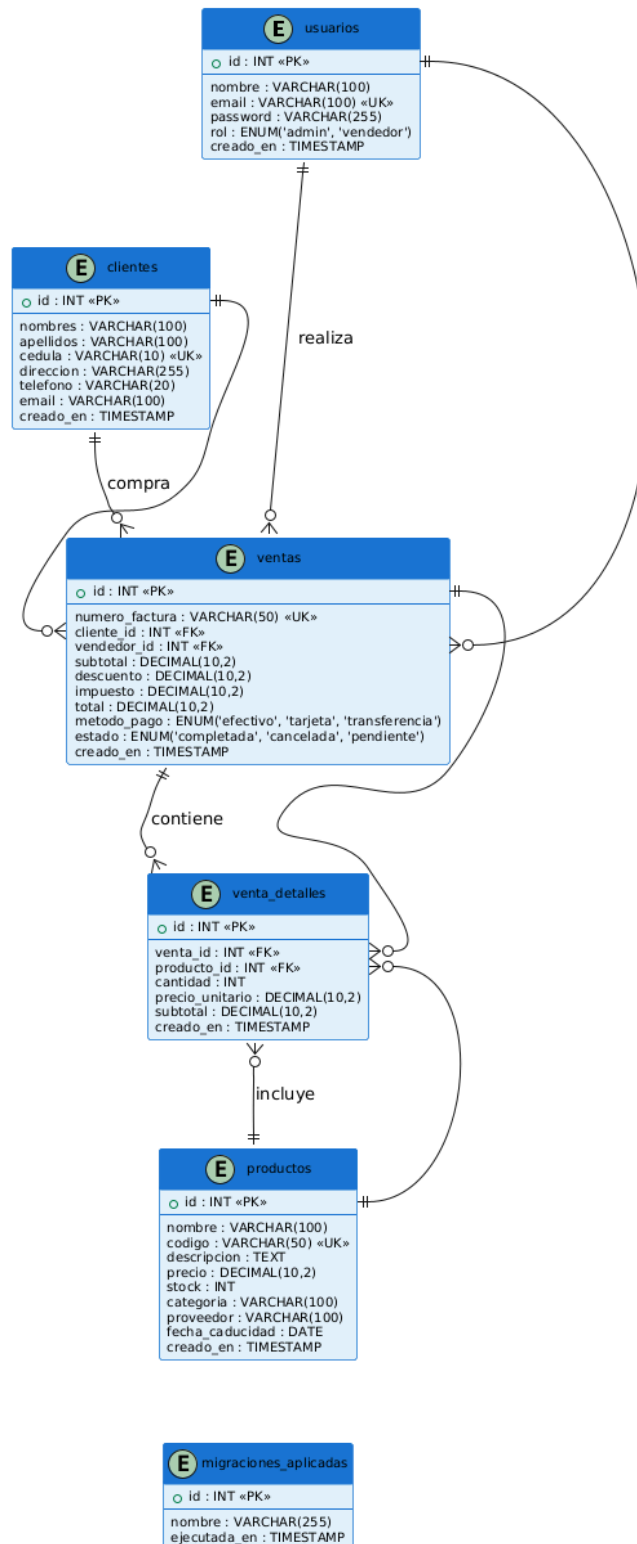 E usuarios
id : INT «PK»
nombre : VARCHAR(100)
email : VARCHAR(100) «UK»
password : VARCHAR(255)
rol : ENUM('admin', 'vendedor')
creado_en : TIMESTAMP
E clientes
id : INT «PK»
nombres : VARCHAR(100)
apellidos : VARCHAR(100)
cedula : VARCHAR(10) «UK»
direccion : VARCHAR(255)
telefono : VARCHAR(20)
email : VARCHAR(100)
creado_en : TIMESTAMP
realiza
compra
E ventas
id : INT «PK»
numero_factura : VARCHAR(50) «UK»
cliente_id : INT «FK»
vendedor_id : INT «FK»
subtotal : DECIMAL(10,2)
descuento : DECIMAL(10,2)
impuesto : DECIMAL(10,2)
total : DECIMAL(10,2)
metodo_pago : ENUM('efectivo', 'tarjeta', 'transferencia')
estado : ENUM('completada', 'cancelada', 'pendiente')
creado_en : TIMESTAMP
contiene
E venta_detalles
id : INT «PK»
venta_id : INT «FK»
producto_id : INT «FK»
cantidad : INT
precio_unitario : DECIMAL(10,2)
subtotal : DECIMAL(10,2)
creado_en : TIMESTAMP
incluye
E productos
id : INT «PK»
nombre : VARCHAR(100)
codigo : VARCHAR(50) «UK»
descripcion : TEXT
precio : DECIMAL(10,2)
stock : INT
categoria : VARCHAR(100)
proveedor : VARCHAR(100)
fecha_caducidad : DATE
creado_en : TIMESTAMP
E migraciones_aplicadas
id : INT «PK»
nombre : VARCHAR(255)
ejecutada_en : TIMESTAMP